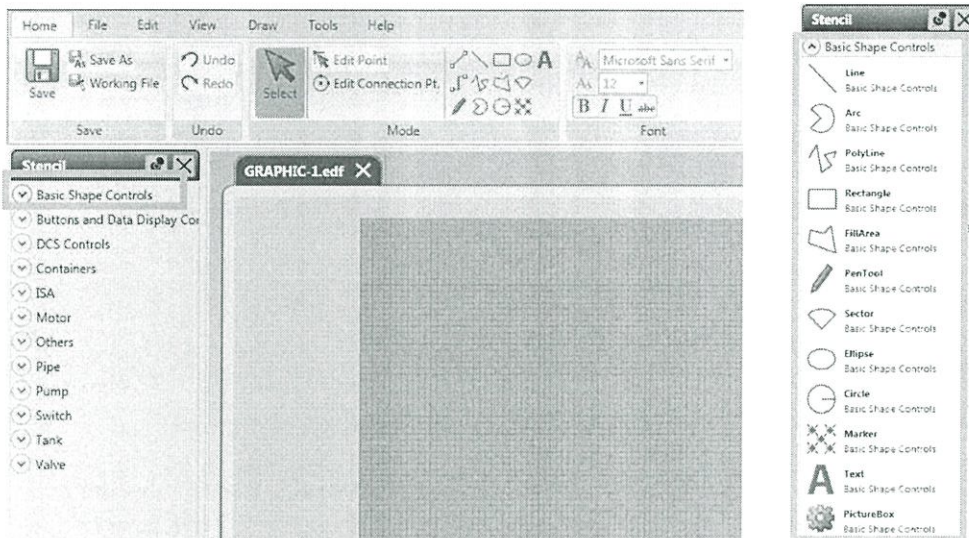 Home File Edit View Draw Tools Help
Save As
Working File
Save
Undo
Redo
Select
Edit Point
Edit Connection Pt.
A
A Microsoft Sans Serif
A 12
B I U abc
Save Undo Mode Font
Stencil
Basic Shape Controls
Buttons and Data Display Con
DCS Controls
Containers
ISA
Motor
Others
Pipe
Pump
Switch
Tank
Valve
GRAPHIC-1.edf
Stencil
Basic Shape Controls
Line
Basic Shape Controls
Arc
Basic Shape Controls
PolyLine
Basic Shape Controls
Rectangle
Basic Shape Controls
FillArea
Basic Shape Controls
PenTool
Basic Shape Controls
Sector
Basic Shape Controls
Ellipse
Basic Shape Controls
Circle
Basic Shape Controls
Marker
Basic Shape Controls
A
Text
Basic Shape Controls
PictureBox
Basic Shape Controls